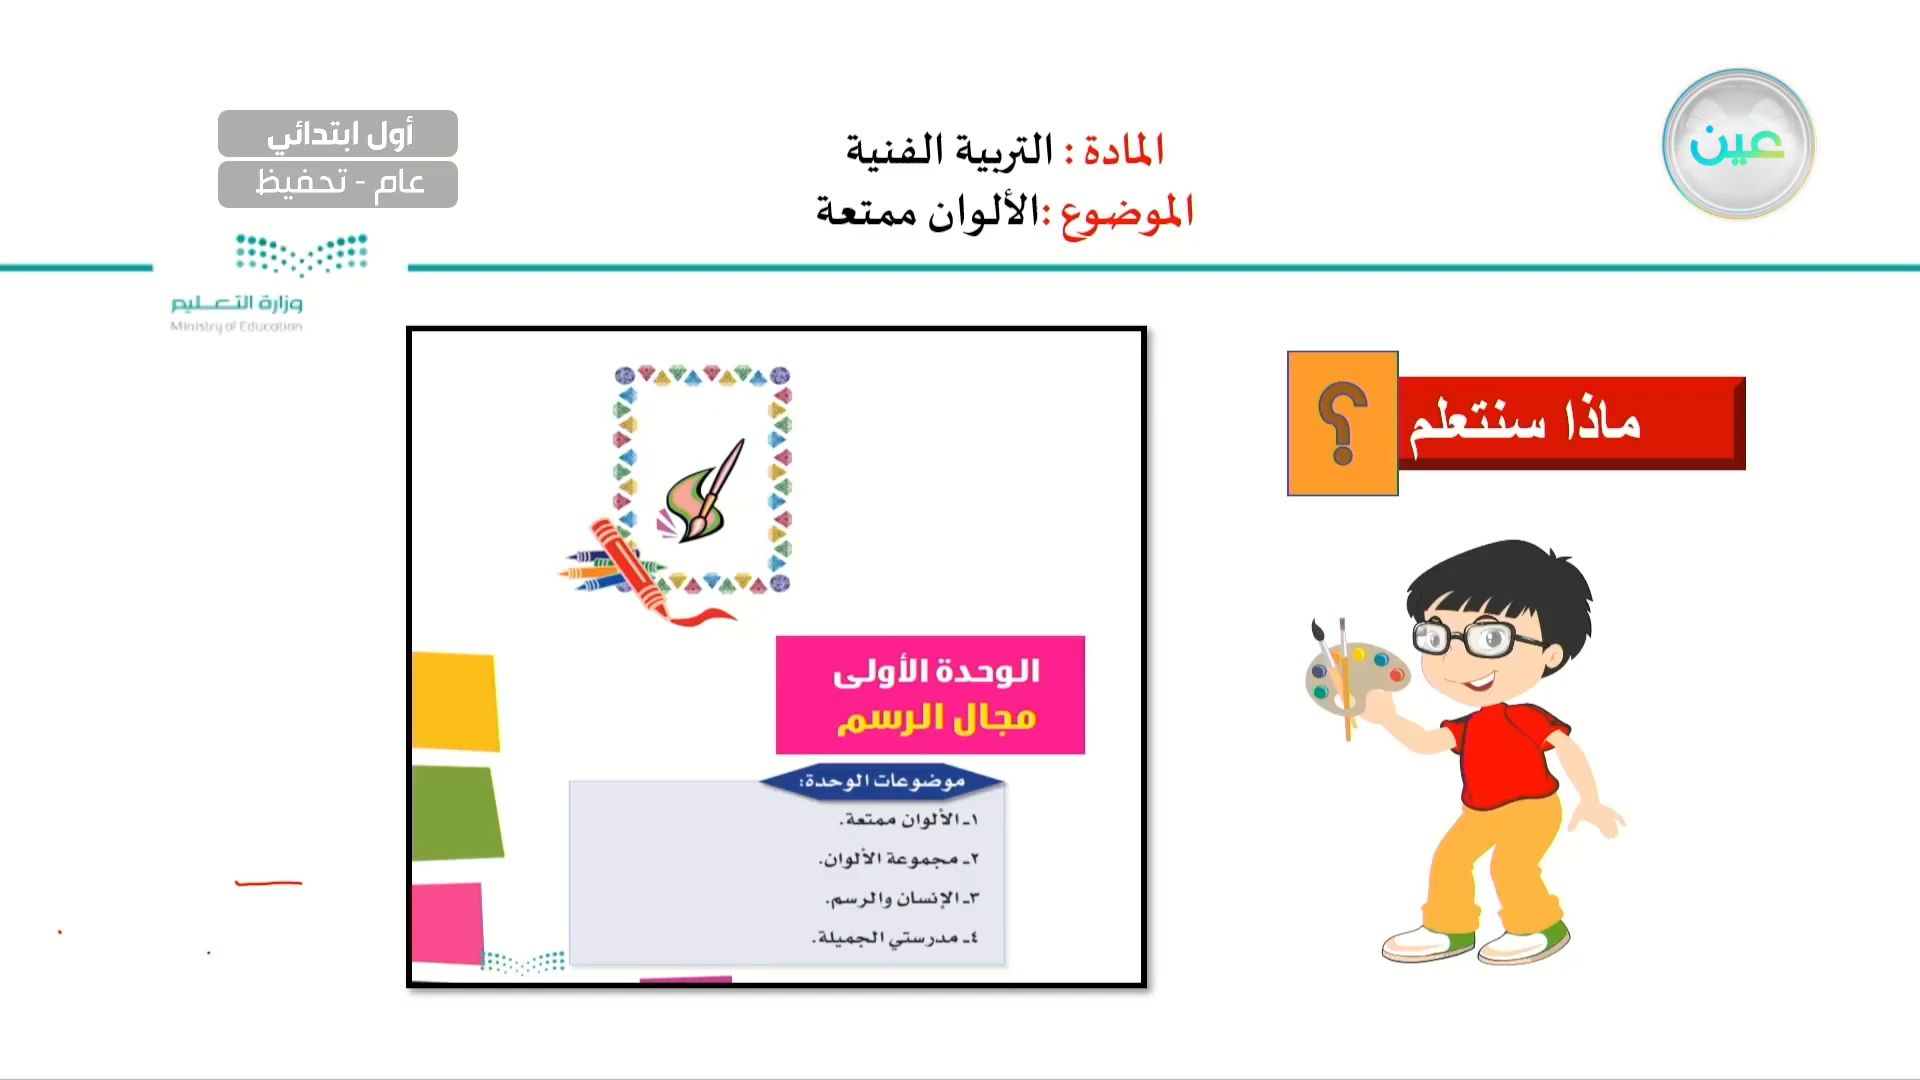 عين
المادة : التربية الفنية
الموضوع :الألوان ممتعة
أول ابتدائي
عام - تحفيظ
وزارة التعـــليم
Ministry of Education
ماذا سنتعلم
؟
الوحدة الأولى
مجال الرسم
موضوعات الوحدة:
١ـ الألوان ممتعة.
٢ـ مجموعة الألوان.
٣ـ الإنسان والرسم.
٤ـ مدرستي الجميلة.